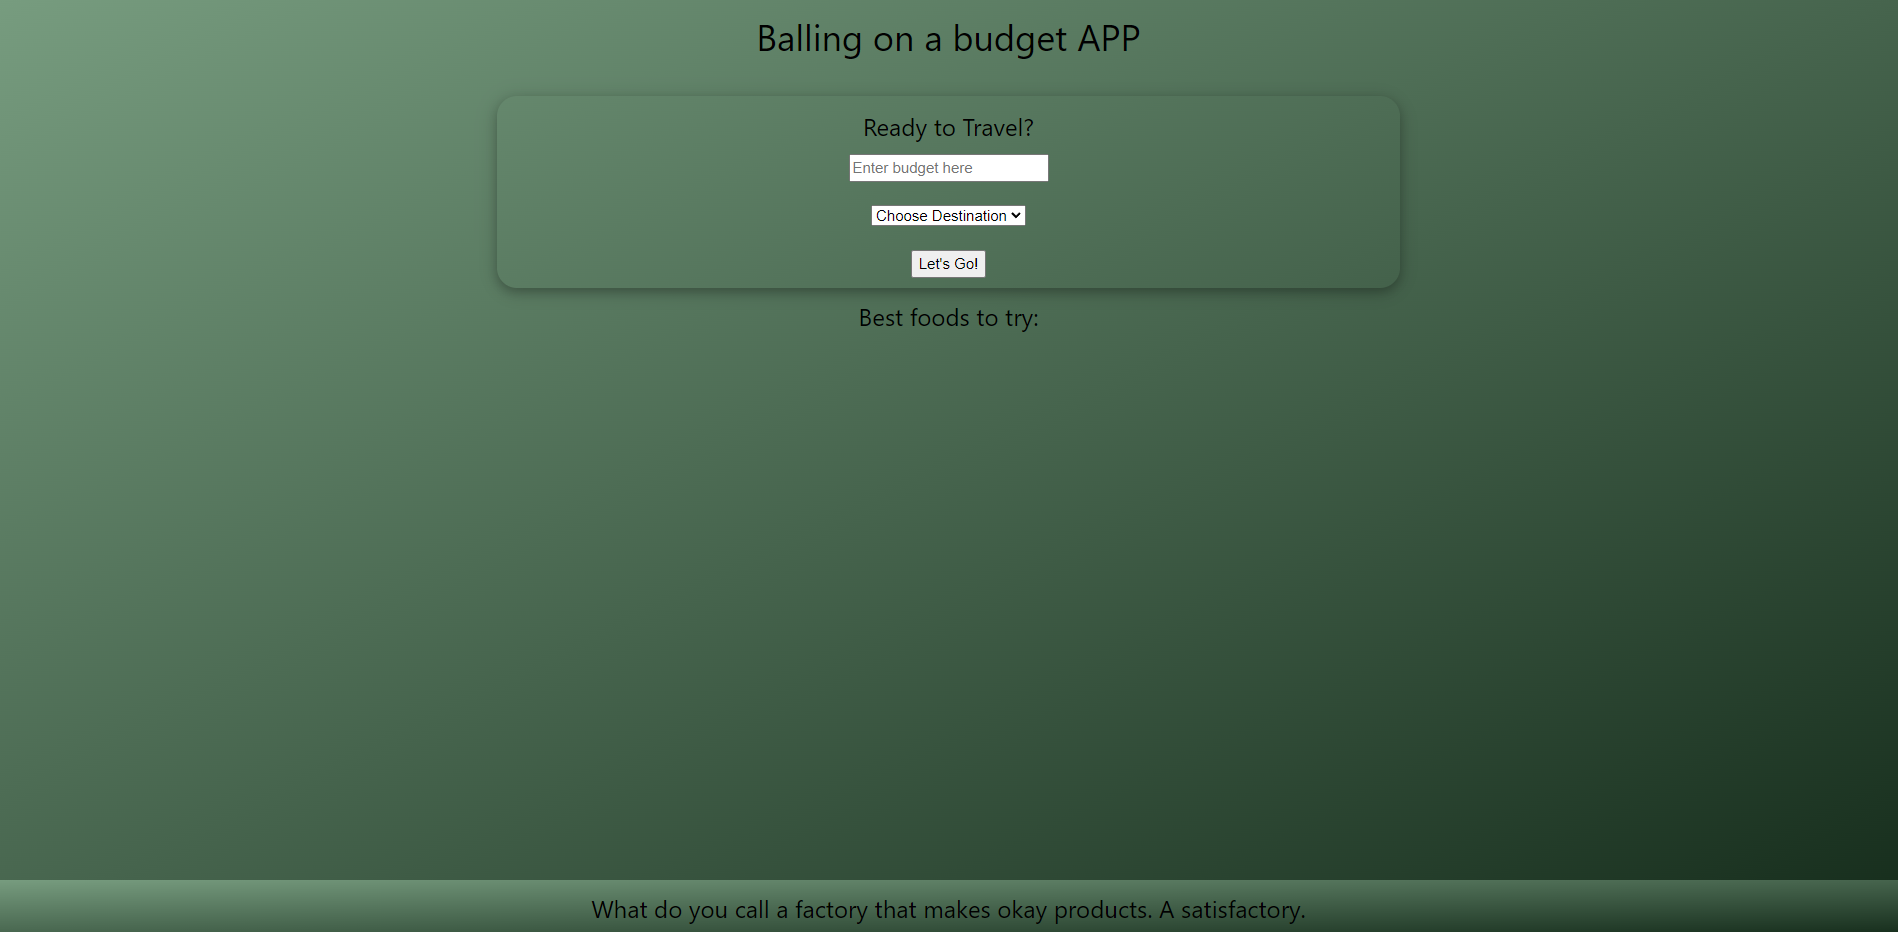 Balling on a budget APP
Ready to Travel?
Enter budget here
Choose Destination
Let's Go!
Best foods to try:
What do you call a factory that makes okay products. A satisfactory.